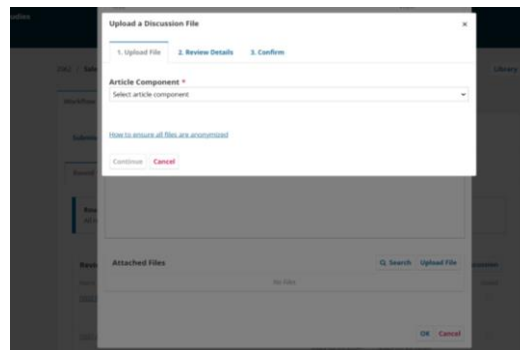 Upload a Discussion File
×
1. Upload File
2. Review Details
3. Confirm
Article Component *
Select article component
How to ensure all files are anonymized
Continue
Cancel
Library
Workflow
Attached Files
Search
Upload File
No Files
OK
Cancel